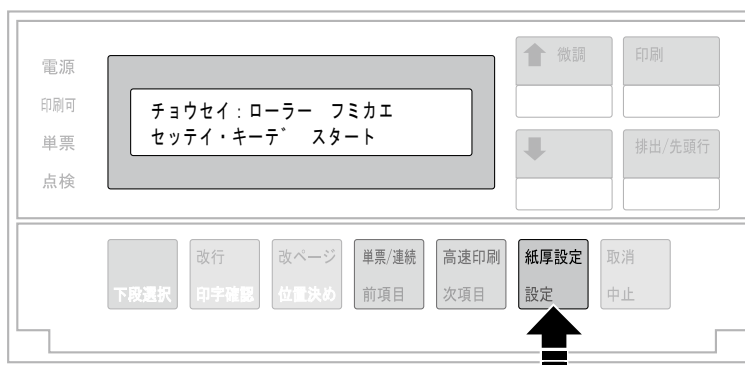 電源
印刷可
単票
点検
チョウセイ:ローラー フミカエ
セッテイ・キーデ゛ スタート
微調
印刷
排出/先頭行
下段選択
改行
印字確認
改ページ
位置決め
単票/連続
前項目
高速印刷
次項目
紙厚設定
設定
取消
中止